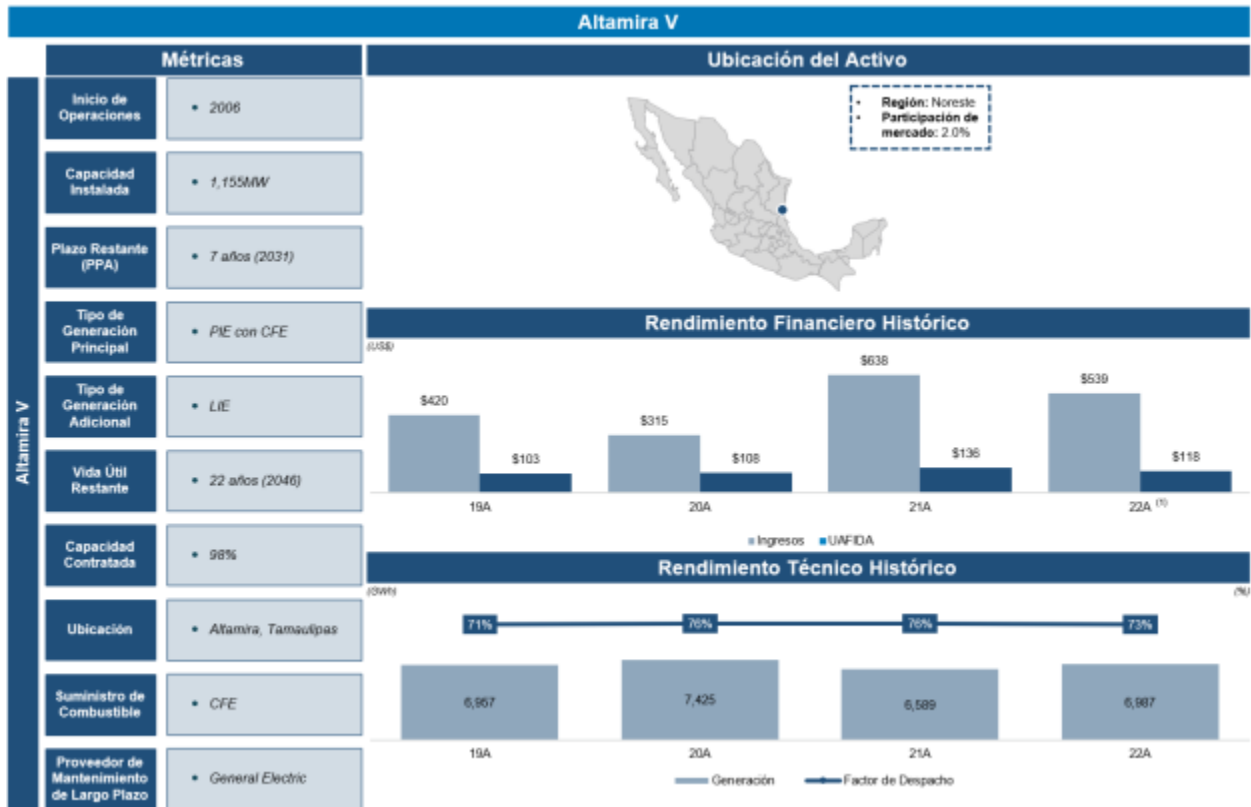 Altamira V
Métricas
Altamira V
Inicio de
Operaciones
• 2006
Capacidad
Instalada
• 1,155MW
Plazo Restante
(PPA)
• 7 años (2031)
Tipo de
Generación
Principal
• PIE con CFE
Tipo de
Generación
Adicional
• LIE
Vida Útil
Restante
• 22 años (2046)
Capacidad
Contratada
• 98%
Ubicación
• Altamira, Tamaulipas
Suministro de
Combustible
• CFE
Proveedor de
Mantenimiento
de Largo Plazo
• General Electric
Ubicación del Activo
• Región: Noreste
• Participación de
mercado: 2.0%
Rendimiento Financiero Histórico
(US$)
$420
$103
$315
$108
$638
$136
$539
$118
19A
20A
21A
22A (1)
Ingresos
UAFIDA
Rendimiento Técnico Histórico
(GWh)
(%)
71%
76%
76%
73%
6,957
7,425
6,589
6,987
19A
20A
21A
22A
Generación
Factor de Despacho